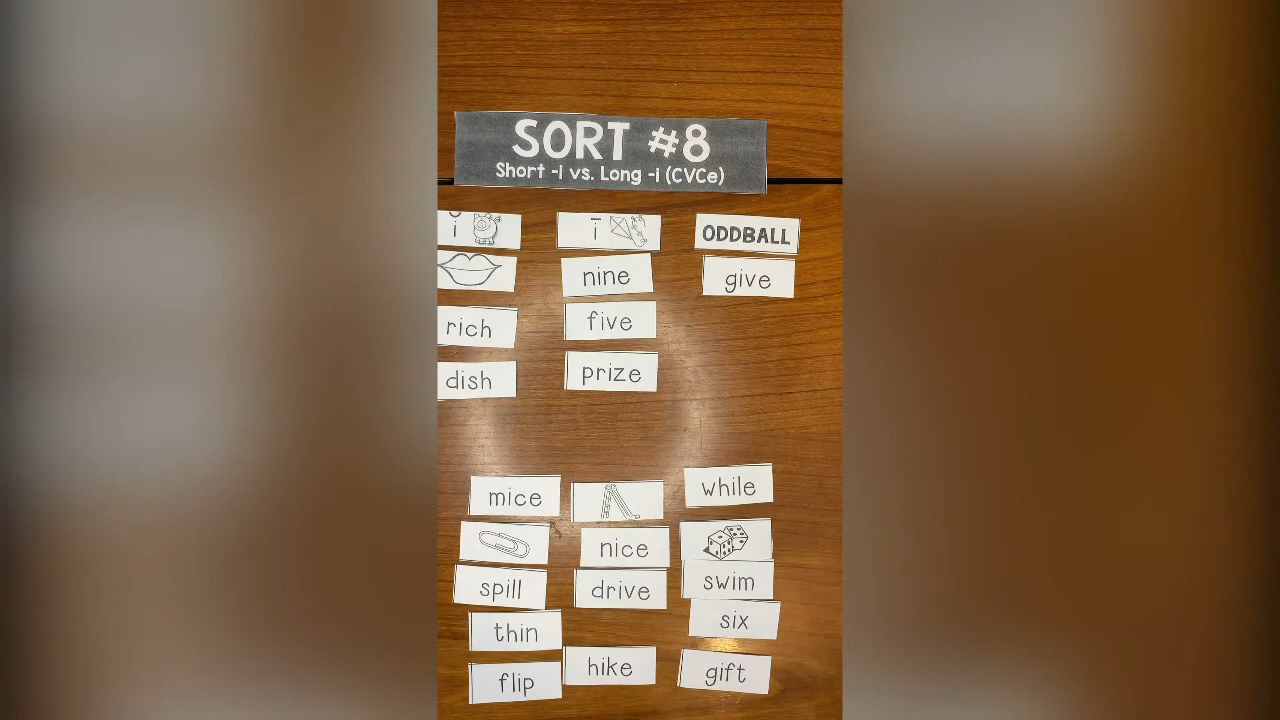 SORT #8
Short -i vs. Long -i (CVCe)
ĭ ī ODDBALL
nine give
rich five
dish prize
mice while
nice
spill drive swim
thin six
flip hike gift